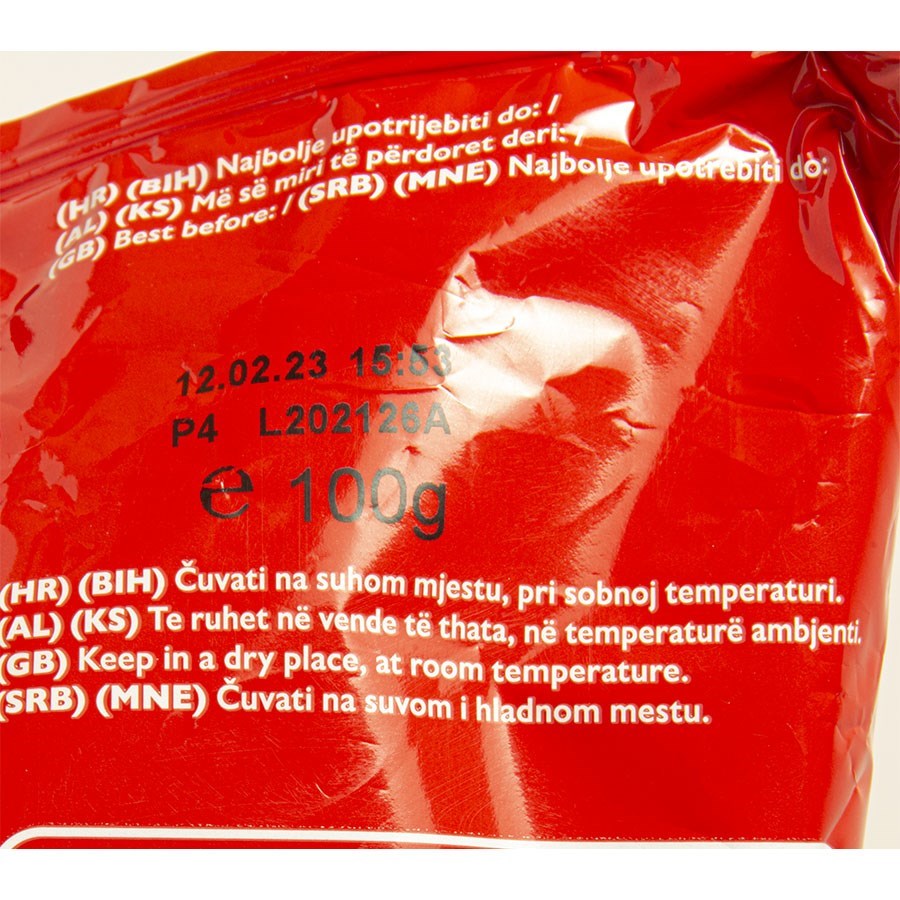 (HR) (BIH) Najbolje upotrijebiti do: /
(AL) (KS) Më së miri të përdoret deri: /
(GB) Best before: / (SRB) (MNE) Najbolje upotrebiti do:
12.02.23 15:53
P4 L202126A
e 100g
(HR) (BIH) Čuvati na suhom mjestu, pri sobnoj temperaturi.
(AL) (KS) Te ruhet në vende të thata, në temperaturë ambjenti.
(GB) Keep in a dry place, at room temperature.
(SRB) (MNE) Čuvati na suvom i hladnom mestu.